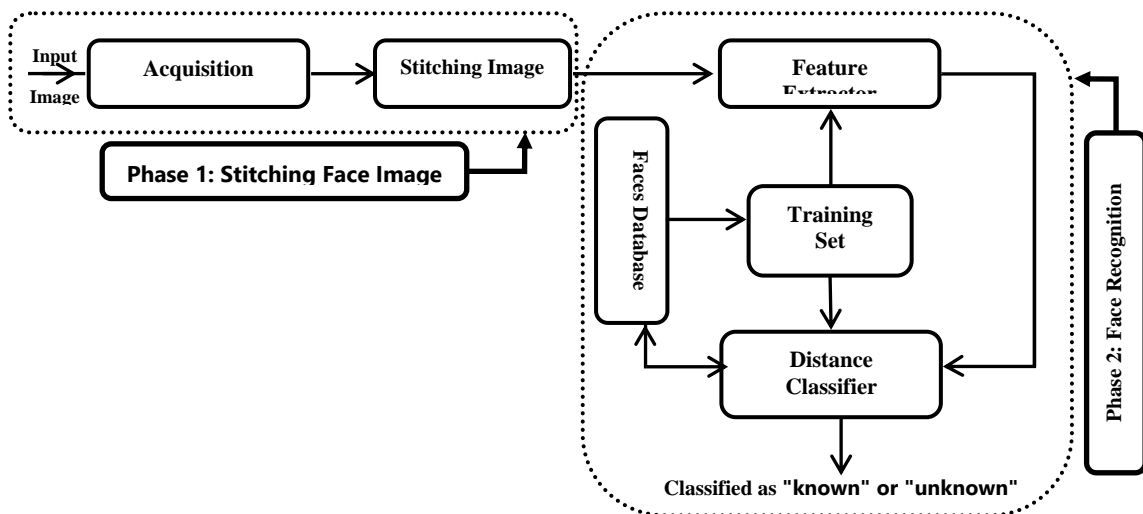 Input
Image
Acquisition
Stitching Image
Feature
Extractor
Phase 1: Stitching Face Image
Faces Database
Training
Set
Distance
Classifier
Phase 2: Face Recognition
Classified as "known" or "unknown"